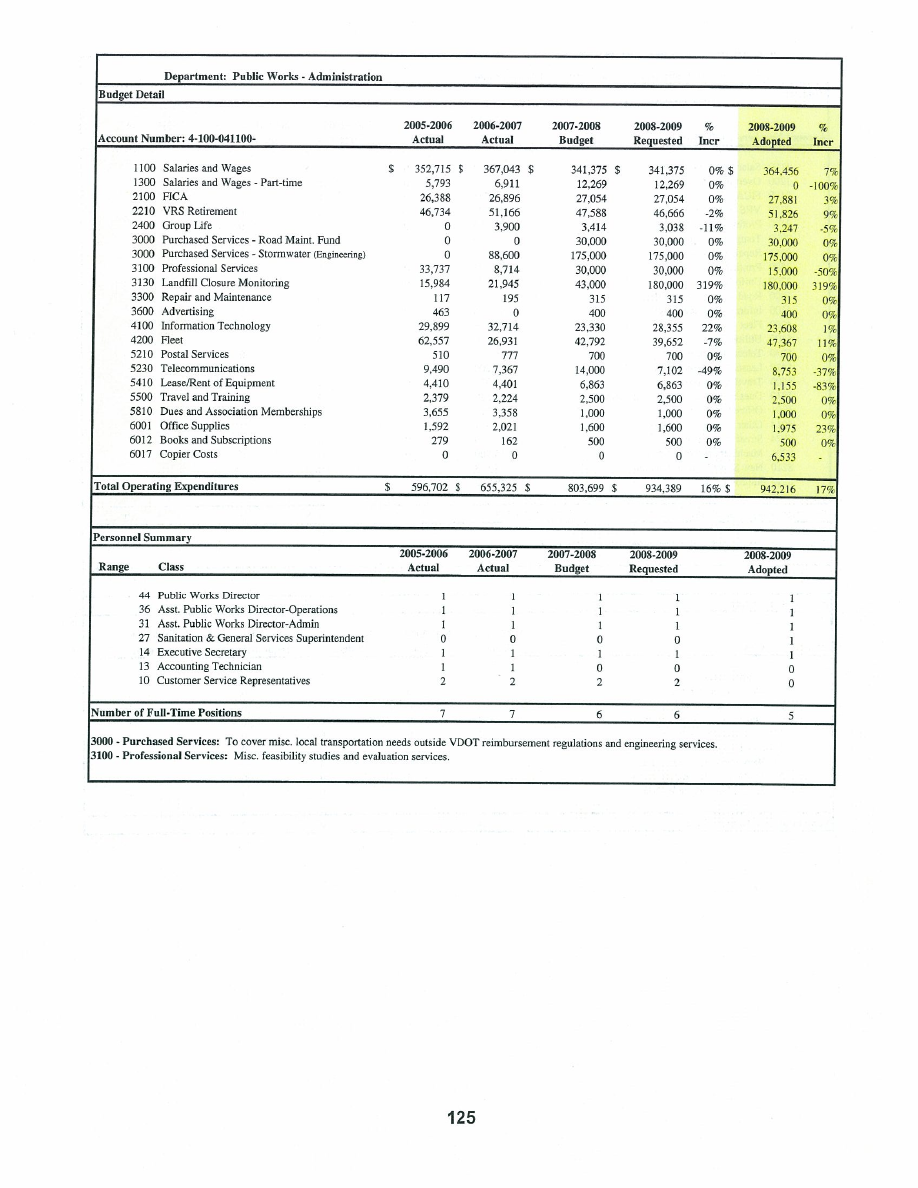 Department: Public Works - Administration
Budget Detail
2005-2006 2006-2007 2007-2008 2008-2009 % 2008-2009 %
Account Number: 4-100-041100- Actual Actual Budget Requested Incr Adopted Incr
1100 Salaries and Wages $ 352,715 $ 367,043 $ 341,375 $ 341,375 0% $ 364,456 7%
1300 Salaries and Wages - Part-time 5,793 6,911 12,269 12,269 0% 0 -100%
2100 FICA 26,388 26,896 27,054 27,054 0% 27,881 3%
2210 VRS Retirement 46,734 51,166 47,588 46,666 -2% 51,826 9%
2400 Group Life 0 3,900 3,414 3,038 -11% 3,247 -5%
3000 Purchased Services - Road Maint. Fund 0 0 30,000 30,000 0% 30,000 0%
3000 Purchased Services - Stormwater (Engineering) 0 88,600 175,000 175,000 0% 175,000 0%
3100 Professional Services 33,737 8,714 30,000 30,000 0% 15,000 -50%
3130 Landfill Closure Monitoring 15,984 21,945 43,000 180,000 319% 180,000 319%
3300 Repair and Maintenance 117 195 315 315 0% 315 0%
3600 Advertising 463 0 400 400 0% 400 0%
4100 Information Technology 29,899 32,714 23,330 28,355 22% 23,608 1%
4200 Fleet 62,557 26,931 42,792 39,652 -7% 47,367 11%
5210 Postal Services 510 777 700 700 0% 700 0%
5230 Telecommunications 9,490 7,367 14,000 7,102 -49% 8,753 -37%
5410 Lease/Rent of Equipment 4,410 4,401 6,863 6,863 0% 1,155 -83%
5500 Travel and Training 2,379 2,224 2,500 2,500 0% 2,500 0%
5810 Dues and Association Memberships 3,655 3,358 1,000 1,000 0% 1,000 0%
6001 Office Supplies 1,592 2,021 1,600 1,600 0% 1,975 23%
6012 Books and Subscriptions 279 162 500 500 0% 500 0%
6017 Copier Costs 0 0 0 0 - 6,533 -
Total Operating Expenditures $ 596,702 $ 655,325 $ 803,699 $ 934,389 16% $ 942,216 17%
Personnel Summary
2005-2006 2006-2007 2007-2008 2008-2009 2008-2009
Range Class Actual Actual Budget Requested Adopted
44 Public Works Director 1 1 1 1 1
36 Asst. Public Works Director-Operations 1 1 1 1 1
31 Asst. Public Works Director-Admin 1 1 1 1 1
27 Sanitation & General Services Superintendent 0 0 0 0 1
14 Executive Secretary 1 1 1 1 1
13 Accounting Technician 1 1 0 0 0
10 Customer Service Representatives 2 2 2 2 0
Number of Full-Time Positions 7 7 6 6 5
3000 - Purchased Services: To cover misc. local transportation needs outside VDOT reimbursement regulations and engineering services.
3100 - Professional Services: Misc. feasibility studies and evaluation services.
125